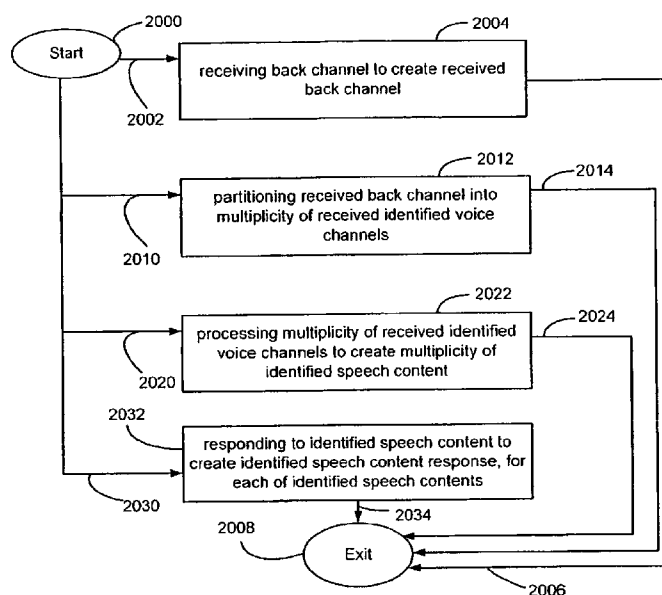 2000
2004
Start
receiving back channel to create received
back channel
2002
2012
2014
partitioning received back channel into
multiplicity of received identified voice
channels
2010
2022
2024
processing multiplicity of received identified
voice channels to create multiplicity of
identified speech content
2020
2032
responding to identified speech content to
create identified speech content response, for
each of identified speech contents
2030
2034
2008
Exit
2006